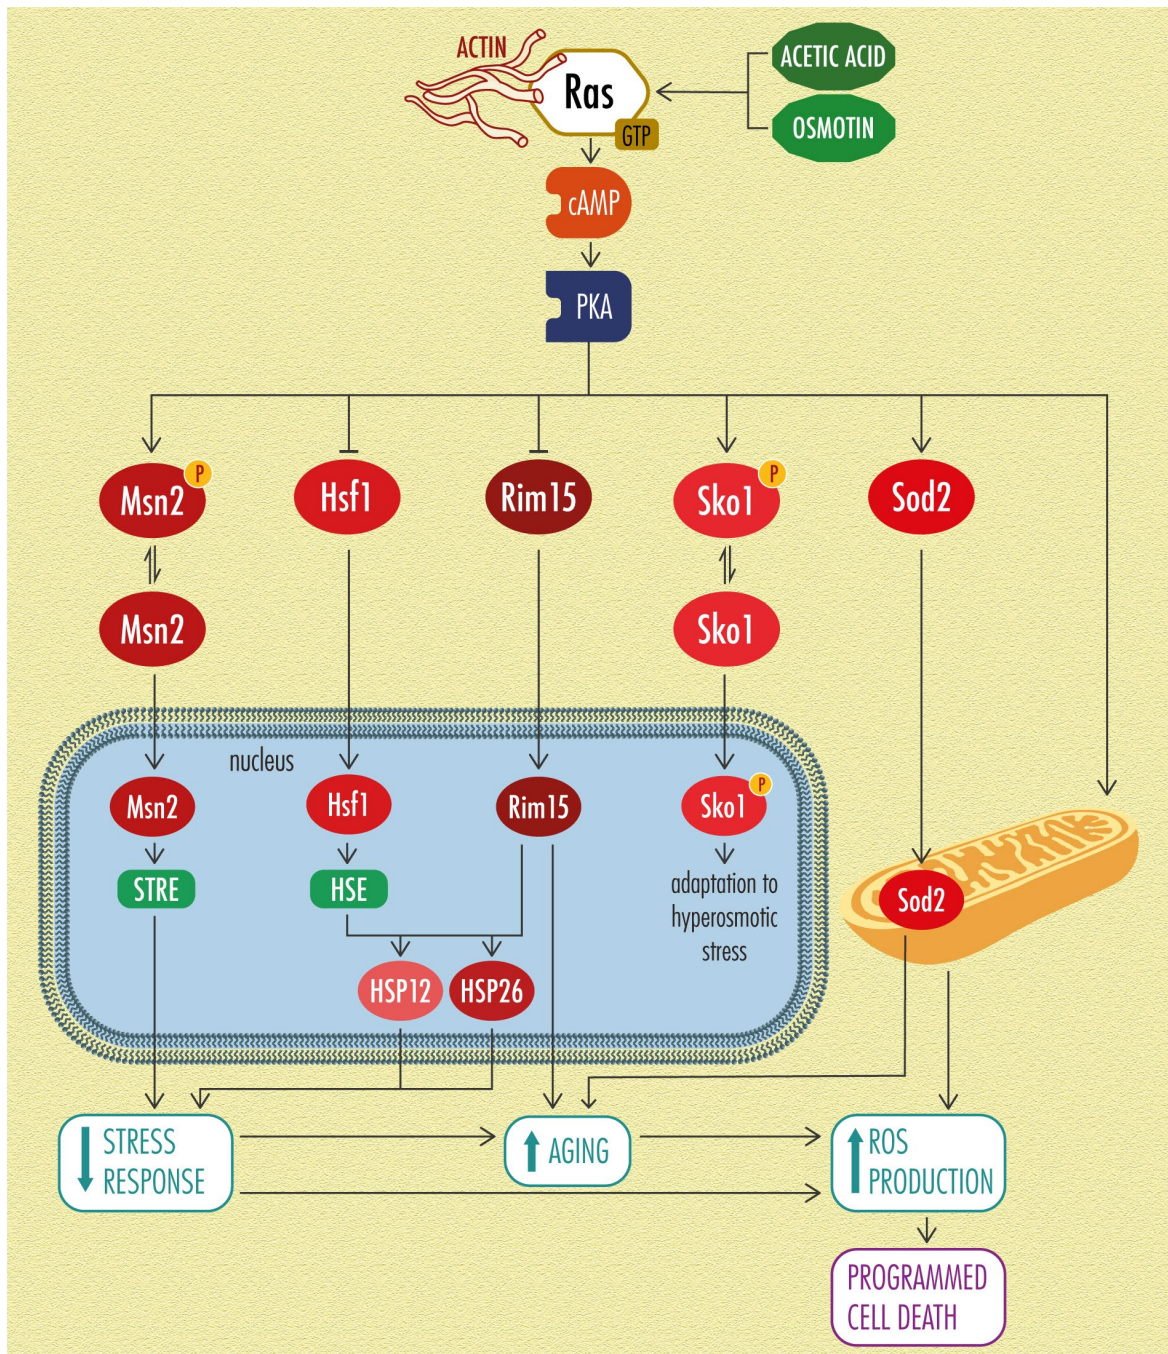 ACTIN
Ras
GTP
ACETIC ACID
OSMOTIN
cAMP
PKA
Msn2
P
Hsf1
Rim15
Sko1
P
Sod2
Msn2
Sko1
nucleus
Msn2
Hsf1
Rim15
Sko1
P
STRE
HSE
adaptation to
hyperosmotic
stress
Sod2
HSP12
HSP26
STRESS
RESPONSE
AGING
ROS
PRODUCTION
PROGRAMMED
CELL DEATH